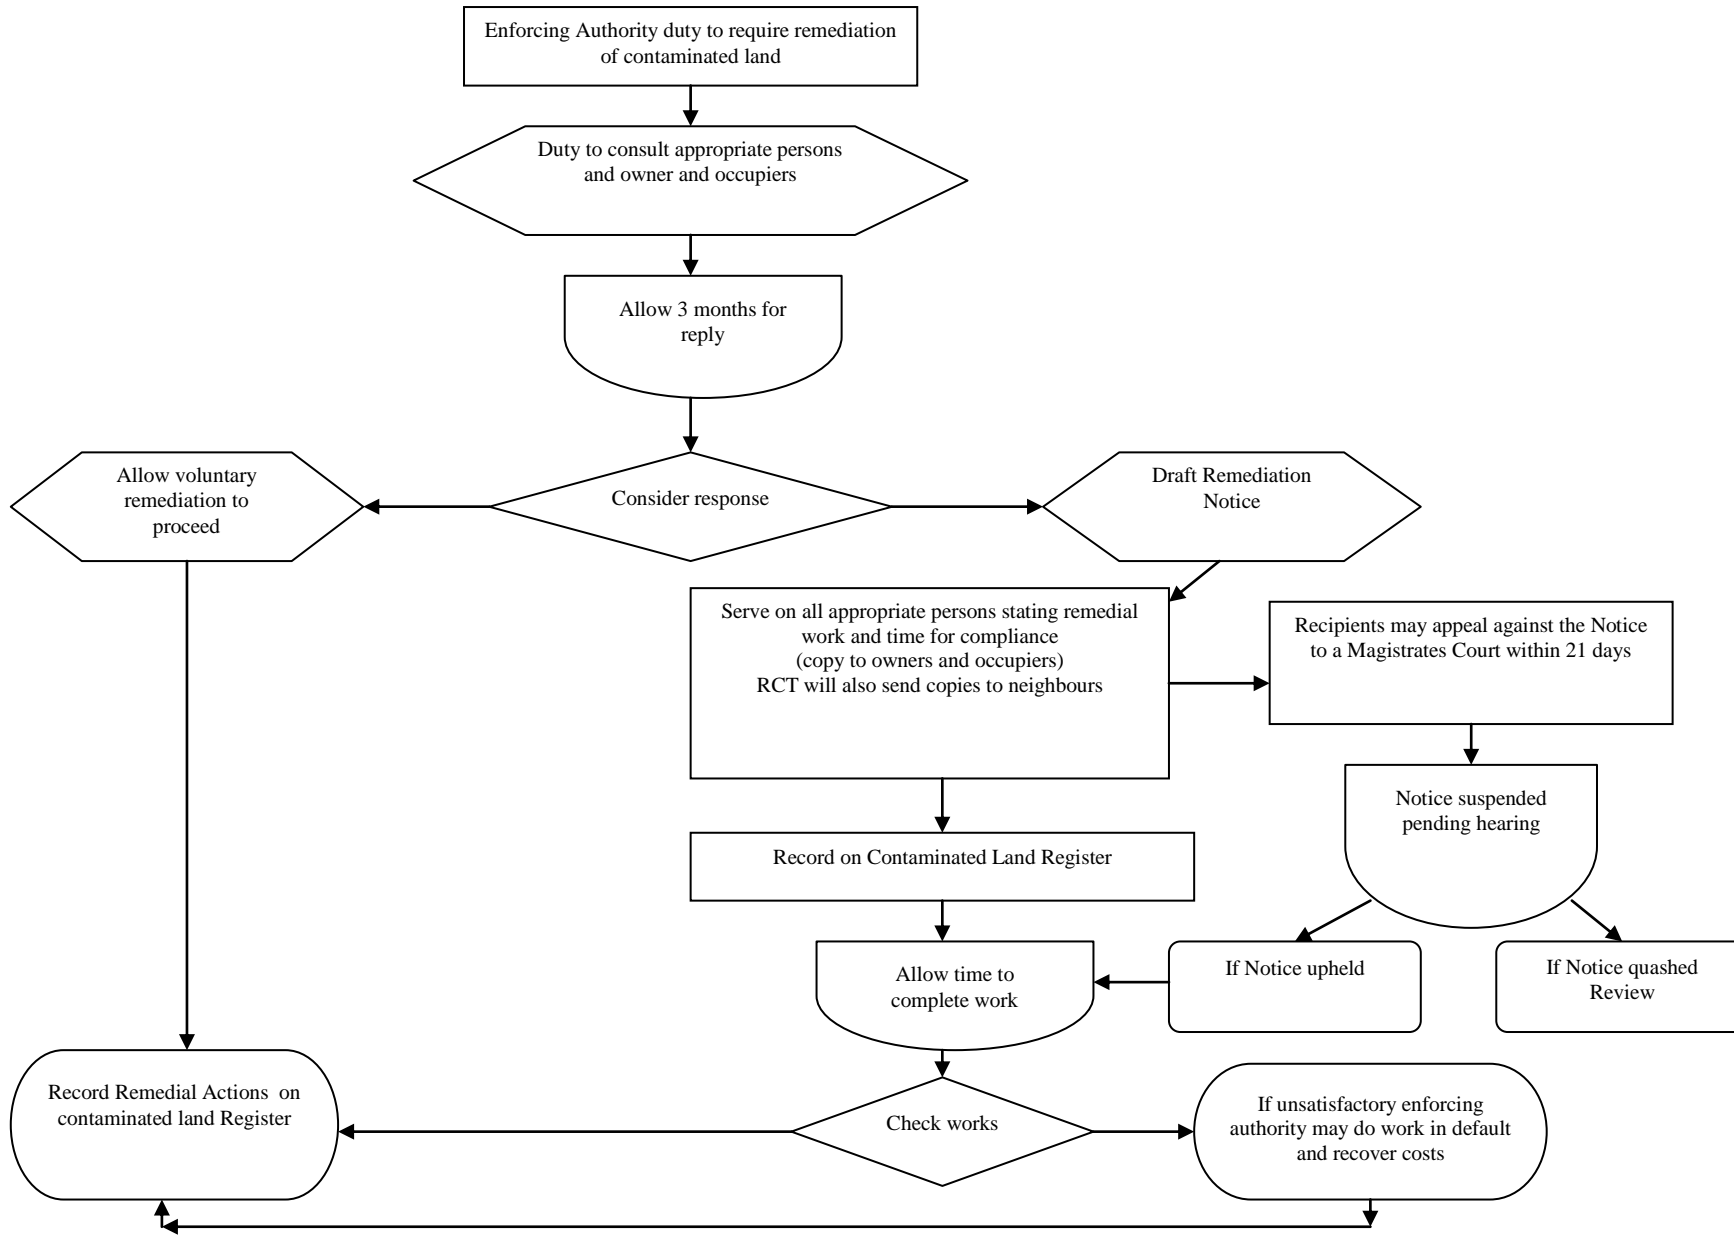 Enforcing Authority duty to require remediation
of contaminated land
Duty to consult appropriate persons
and owner and occupiers
Allow 3 months for
reply
Allow voluntary
remediation to
proceed
Consider response
Draft Remediation
Notice
Serve on all appropriate persons stating remedial
work and time for compliance
(copy to owners and occupiers)
RCT will also send copies to neighbours
Recipients may appeal against the Notice
to a Magistrates Court within 21 days
Notice suspended
pending hearing
Record on Contaminated Land Register
Allow time to
complete work
If Notice upheld
If Notice quashed
Review
Record Remedial Actions on
contaminated land Register
Check works
If unsatisfactory enforcing
authority may do work in default
and recover costs